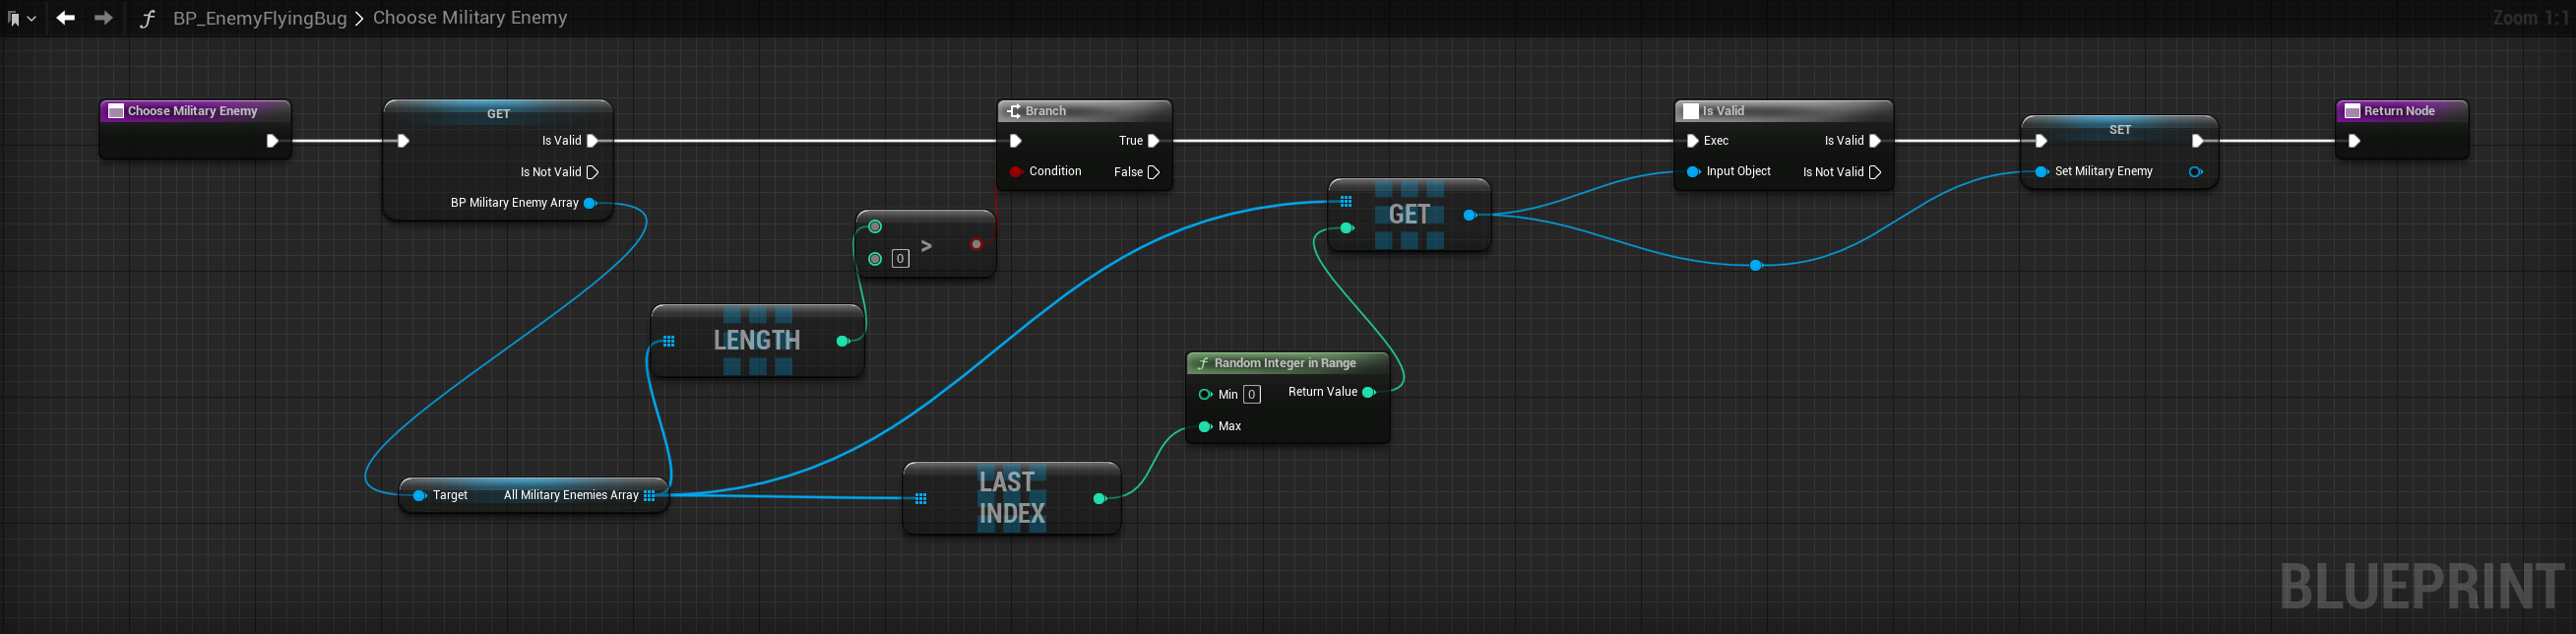 BP_EnemyFlyingBug > Choose Military Enemy
Zoom 1:1
Choose Military Enemy
GET
Is Valid
Is Not Valid
BP Military Enemy Array
Branch
True
Condition
False
Is Valid
Exec
Is Valid
Input Object
Is Not Valid
SET
Set Military Enemy
Return Node
GET
>
0
LENGTH
Random Integer in Range
Min 0
Return Value
Max
Target
All Military Enemies Array
LAST
INDEX
BLUEPRINT